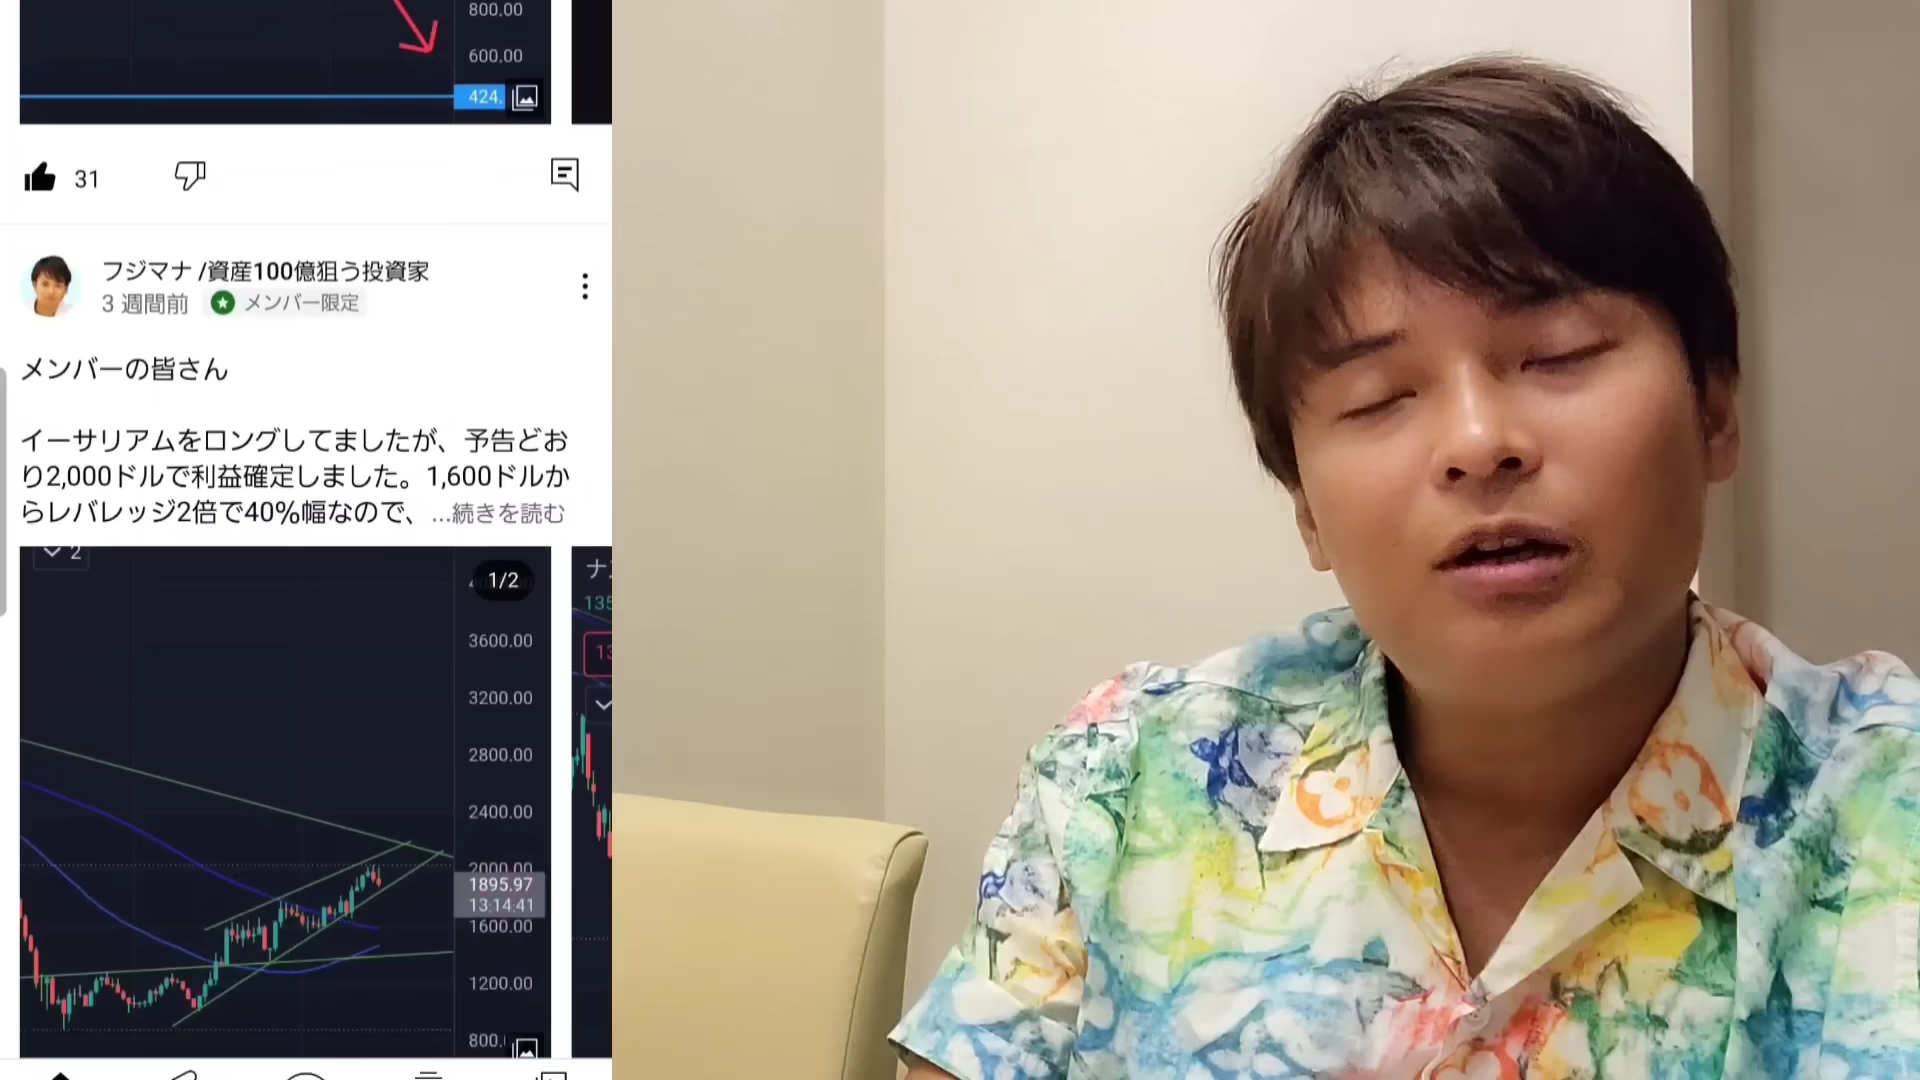 800.00
600.00
424.
31
フジマナ /資産100億狙う投資家
3 週間前 メンバー限定
メンバーの皆さん
イーサリアムをロングしてましたが、予告どお
り2,000ドルで利益確定しました。1,600ドルか
らレバレッジ2倍で40%幅なので、 ...続きを読む
2
1/2
3600.00
3200.00
2800.00
2400.00
2000.00
1895.97
13:14:41
1600.00
1200.00
800.
ナ
135
13